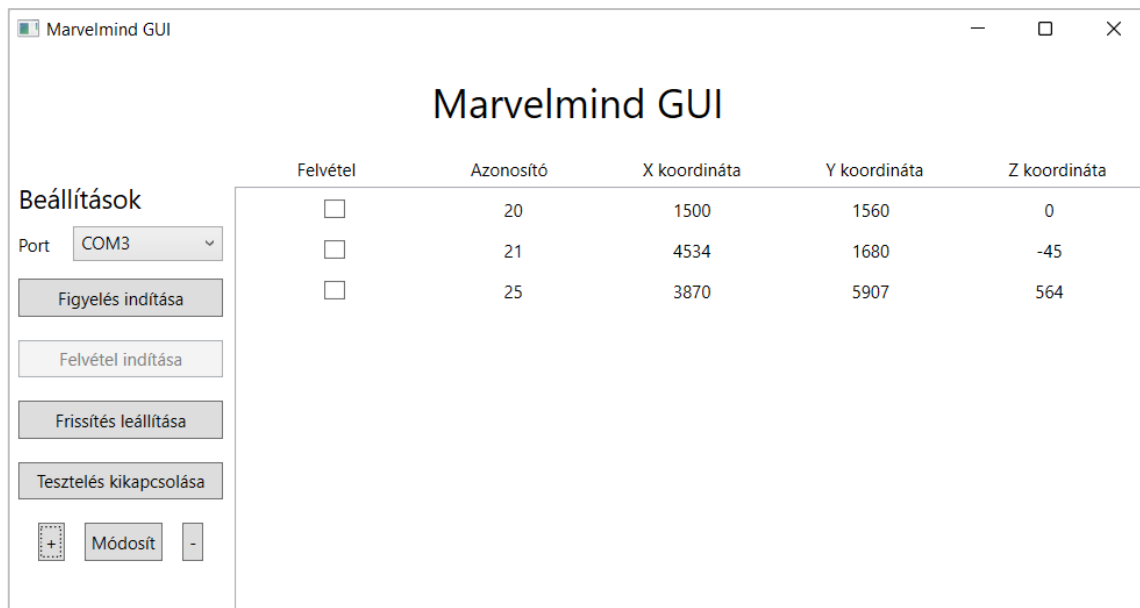 Marvelmind GUI
Marvelmind GUI
Felvétel Azonosító X koordináta Y koordináta Z koordináta
Beállítások
20 1500 1560 0
Port COM3
21 4534 1680 -45
Figyelés indítása
25 3870 5907 564
Felvétel indítása
Frissítés leállítása
Tesztelés kikapcsolása
+ Módosít -